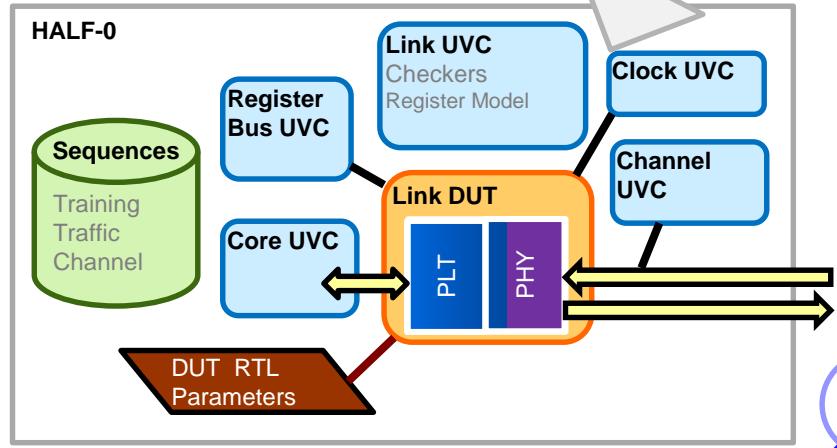 HALF-0
Link UVC
Checkers
Register Model
Clock UVC
Register
Bus UVC
Sequences
Training
Traffic
Channel
Channel
UVC
Link DUT
Core UVC
PLT
PHY
DUT RTL
Parameters